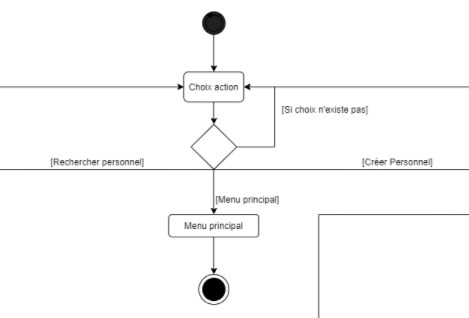 Choix action
[Si choix n'existe pas]
[Rechercher personnel]
[Créer Personnel]
[Menu principal]
Menu principal